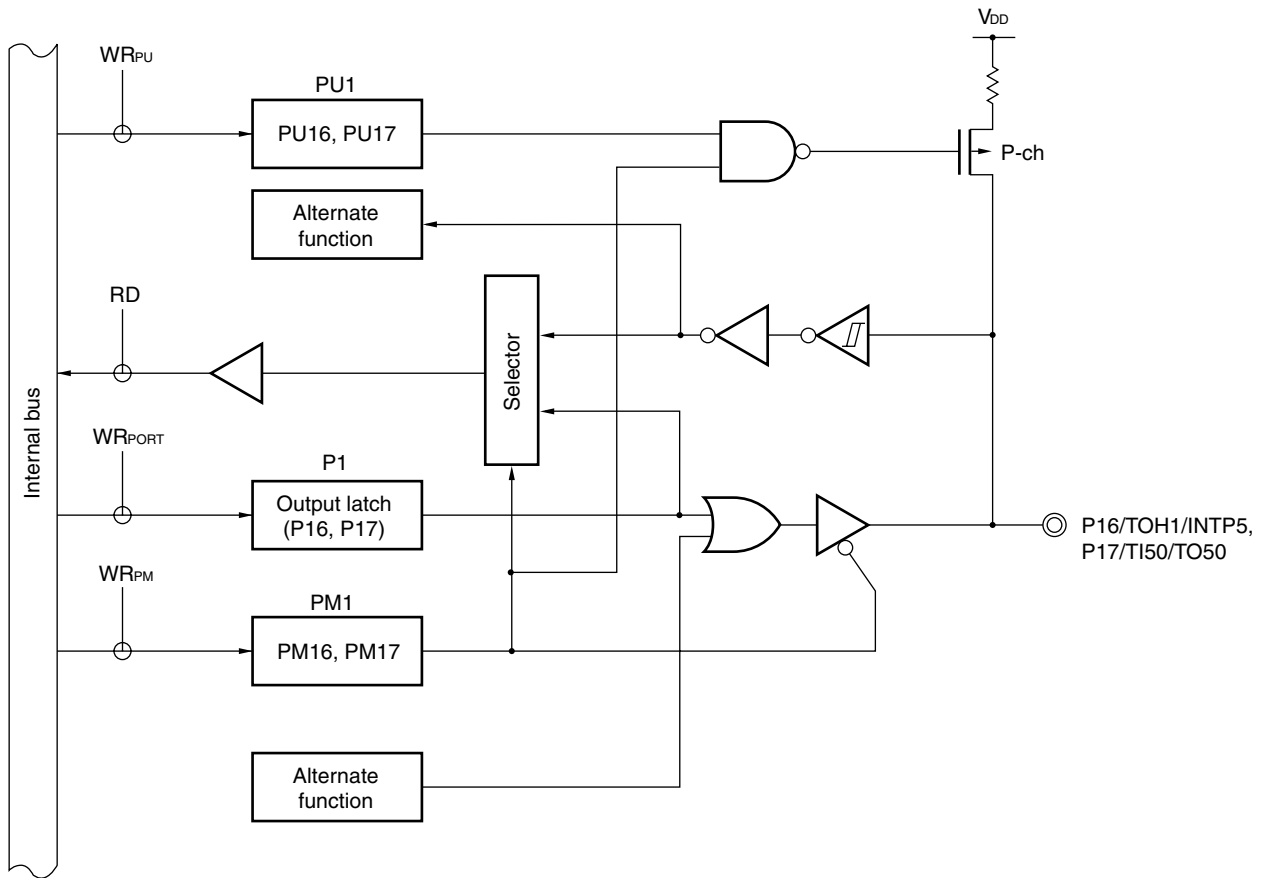 VDD
WRPU
PU1
PU16, PU17
P-ch
Alternate
function
RD
Selector
Internal bus
WRPORT
P1
Output latch
(P16, P17)
P16/TOH1/INTP5,
P17/TI50/TO50
WRPM
PM1
PM16, PM17
Alternate
function